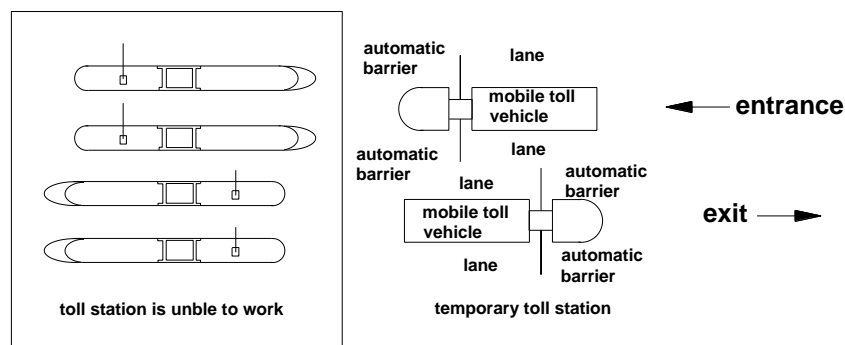 automatic
barrier
lane
mobile toll
vehicle
entrance
automatic
barrier
lane
lane
automatic
barrier
mobile toll
vehicle
exit
lane
automatic
barrier
toll station is unble to work
temporary toll station